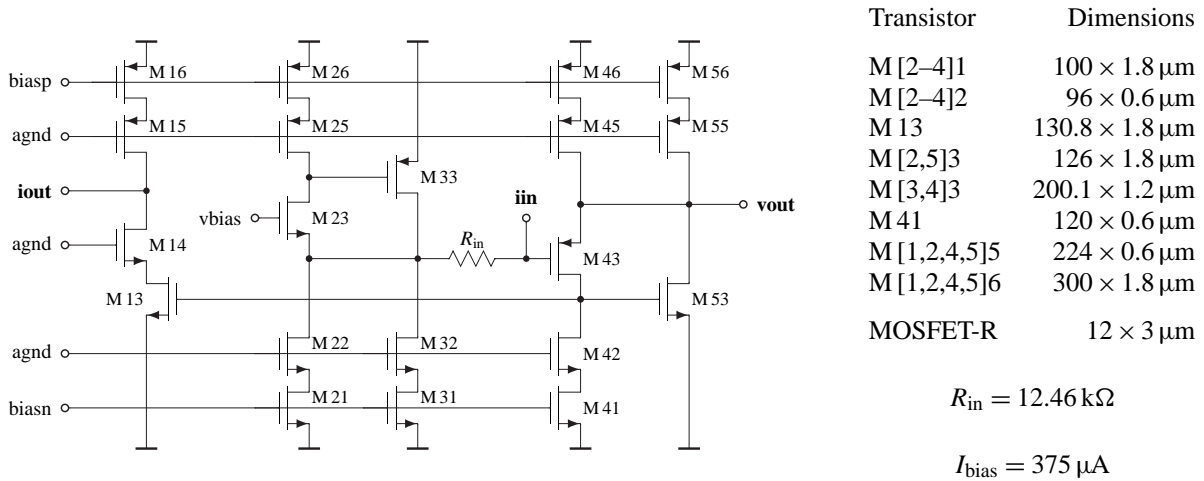 biasp
agnd
iout
agnd
agnd
biasn
M 16
M 26
M 46
M 56
M 15
M 25
M 45
M 55
M 33
iin
vbias
M 23
vout
M 14
Rin
M 43
M 13
M 53
M 22
M 32
M 42
M 21
M 31
M 41
Transistor Dimensions
M [2–4]1 100 × 1.8 µm
M [2–4]2 96 × 0.6 µm
M 13 130.8 × 1.8 µm
M [2,5]3 126 × 1.8 µm
M [3,4]3 200.1 × 1.2 µm
M 41 120 × 0.6 µm
M [1,2,4,5]5 224 × 0.6 µm
M [1,2,4,5]6 300 × 1.8 µm
MOSFET-R 12 × 3 µm
Rin = 12.46 kΩ
Ibias = 375 µA